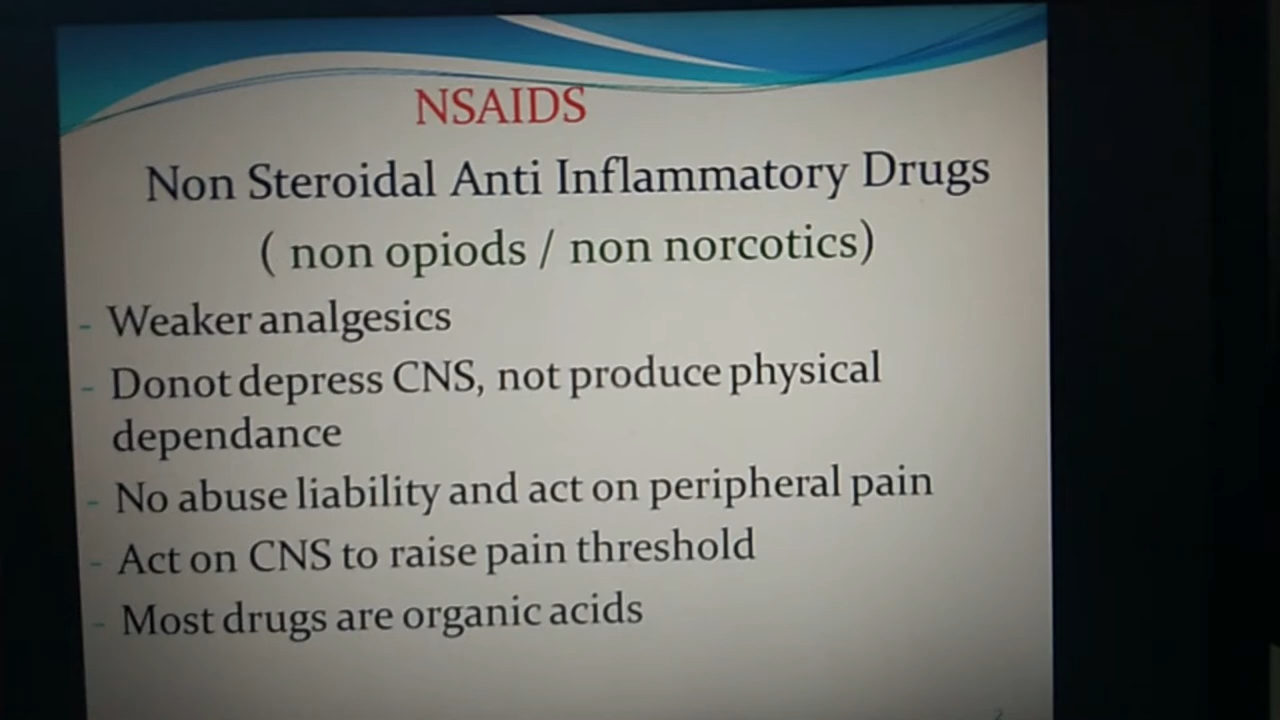 NSAIDS
Non Steroidal Anti Inflammatory Drugs
( non opiods / non norcotics)
- Weaker analgesics
- Donot depress CNS, not produce physical
dependance
- No abuse liability and act on peripheral pain
- Act on CNS to raise pain threshold
- Most drugs are organic acids